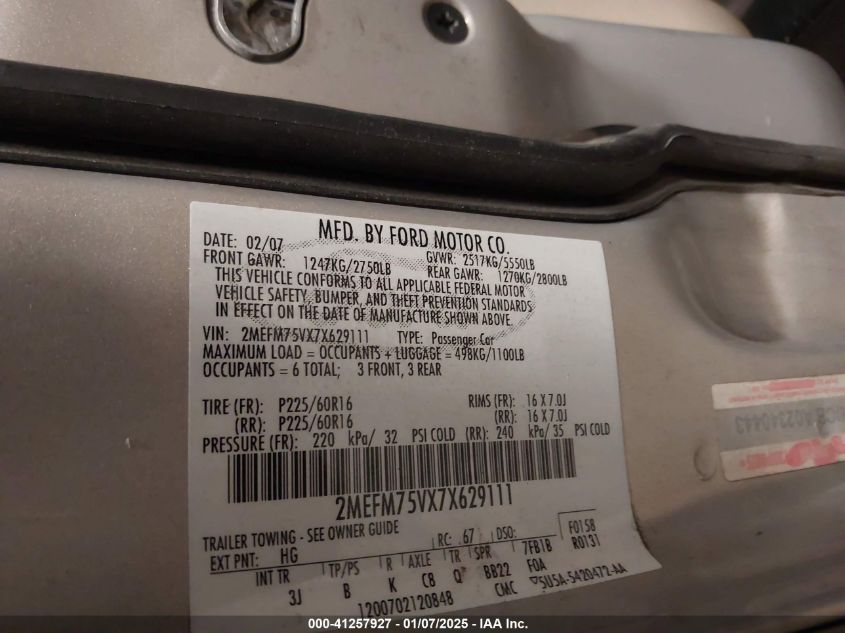 MFD. BY FORD MOTOR CO.
DATE: 02/07 GVWR: 2517KG/5550LB
FRONT GAWR: 1247KG/2750LB REAR GAWR: 1270KG/2800LB
THIS VEHICLE CONFORMS TO ALL APPLICABLE FEDERAL MOTOR
VEHICLE SAFETY, BUMPER, AND THEFT PREVENTION STANDARDS
IN EFFECT ON THE DATE OF MANUFACTURE SHOWN ABOVE.
VIN: 2MEFM75VX7X629111 TYPE: Passenger Car
MAXIMUM LOAD = OCCUPANTS + LUGGAGE = 498KG/1100LB
OCCUPANTS = 6 TOTAL; 3 FRONT, 3 REAR
TIRE (FR): P225/60R16 RIMS (FR): 16 X 7.0J
(RR): P225/60R16 (RR): 16 X 7.0J
PRESSURE (FR): 220 kPa/ 32 PSI COLD (RR): 240 kPa/ 35 PSI COLD
2MEFM75VX7X629111
TRAILER TOWING - SEE OWNER GUIDE
EXT PNT: HG RC: 67 DSO: F0158
R0131
INT TR TP/PS R AXLE TR SPR 7FB1B
3J B K C8 Q BB22 FOA
1200702120848 CMC 5U5A-5420472-AA
A02340443
000-41257927 - 01/07/2025 - IAA Inc.